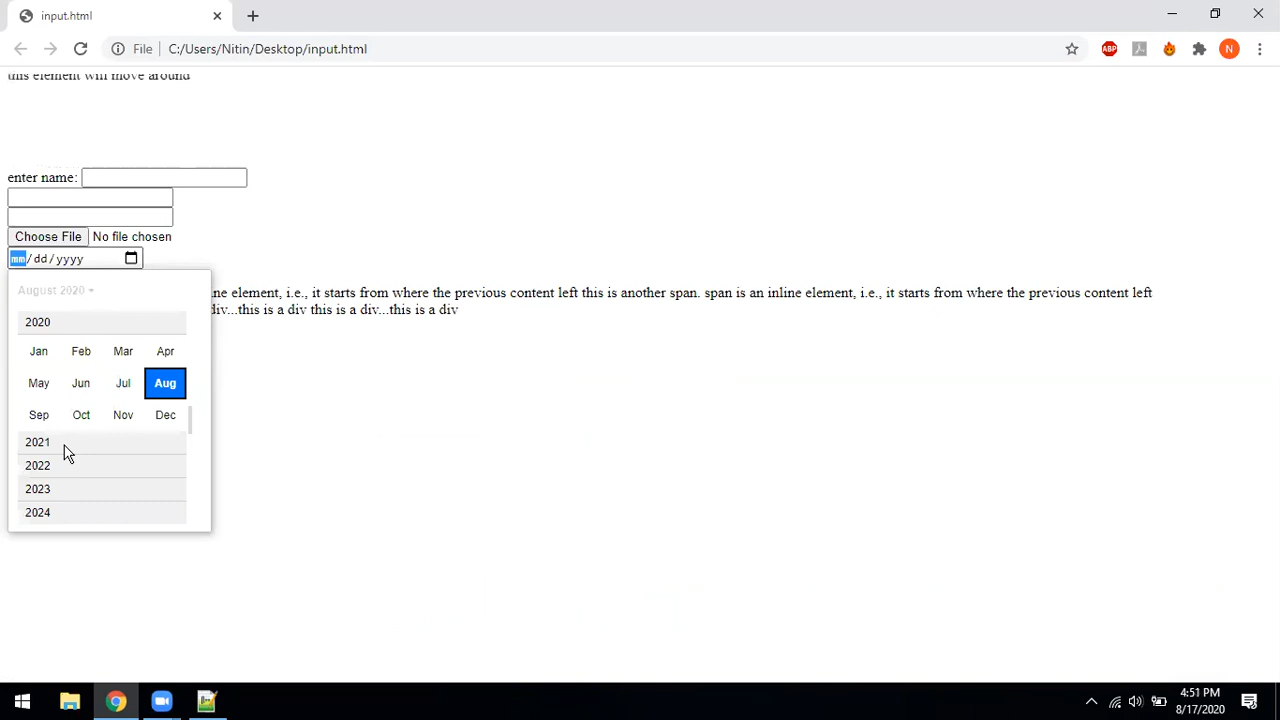 input.html
File C:/Users/Nitin/Desktop/input.html
ABP
N
this element will move around
enter name:
Choose File No file chosen
mm/dd/yyyy
ne element, i.e., it starts from where the previous content left this is another span. span is an inline element, i.e., it starts from where the previous content left
div...this is a div this is a div...this is a div
August 2020
2020
Jan Feb Mar Apr
May Jun Jul Aug
Sep Oct Nov Dec
2021
2022
2023
2024
4:51 PM
8/17/2020